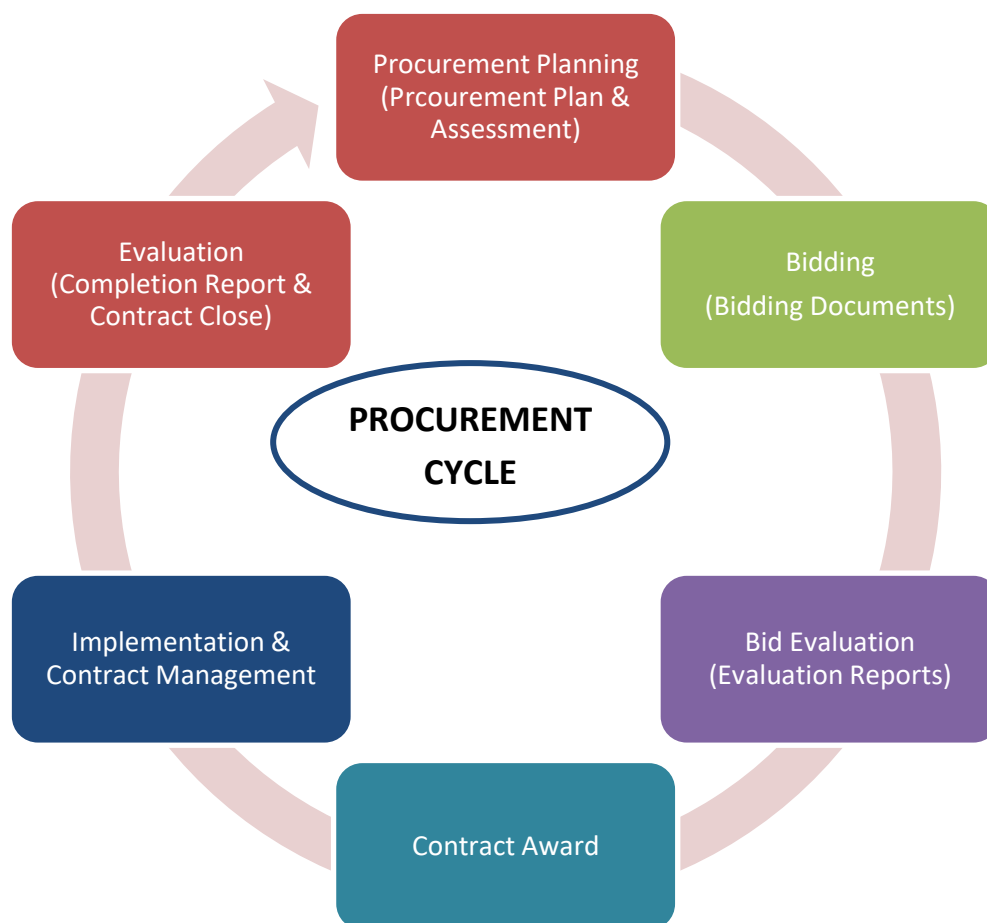 Procurement Planning
(Prcourement Plan &
Assessment)
Bidding
(Bidding Documents)
Bid Evaluation
(Evaluation Reports)
Contract Award
Implementation &
Contract Management
Evaluation
(Completion Report &
Contract Close)
PROCUREMENT
CYCLE